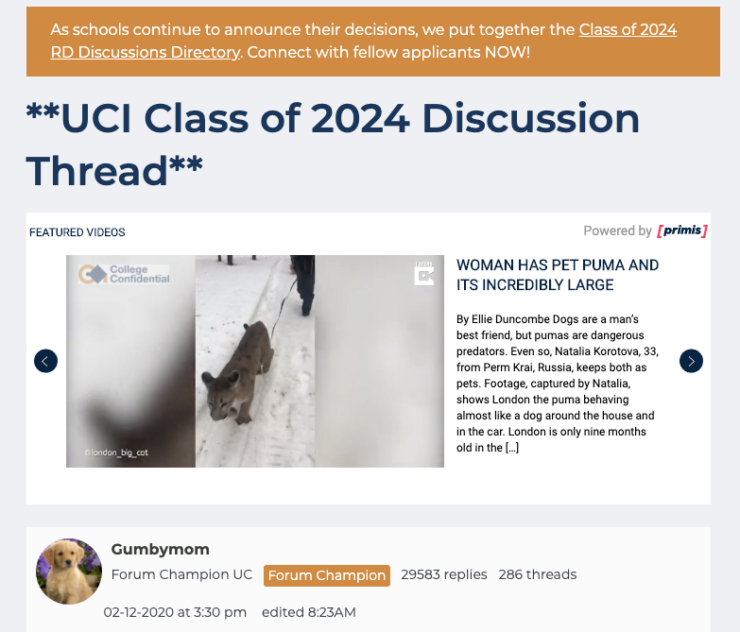 As schools continue to announce their decisions, we put together the Class of 2024
RD Discussions Directory. Connect with fellow applicants NOW!
**UCI Class of 2024 Discussion
Thread**
FEATURED VIDEOS
Powered by [primis]
College
Confidential
@london_big_cat
WOMAN HAS PET PUMA AND
ITS INCREDIBLY LARGE
By Ellie Duncombe Dogs are a man's
best friend, but pumas are dangerous
predators. Even so, Natalia Korotova, 33,
from Perm Krai, Russia, keeps both as
pets. Footage, captured by Natalia,
shows London the puma behaving
almost like a dog around the house and
in the car. London is only nine months
old in the [...]
Gumbymom
Forum Champion UC Forum Champion 29583 replies 286 threads
02-12-2020 at 3:30 pm edited 8:23AM